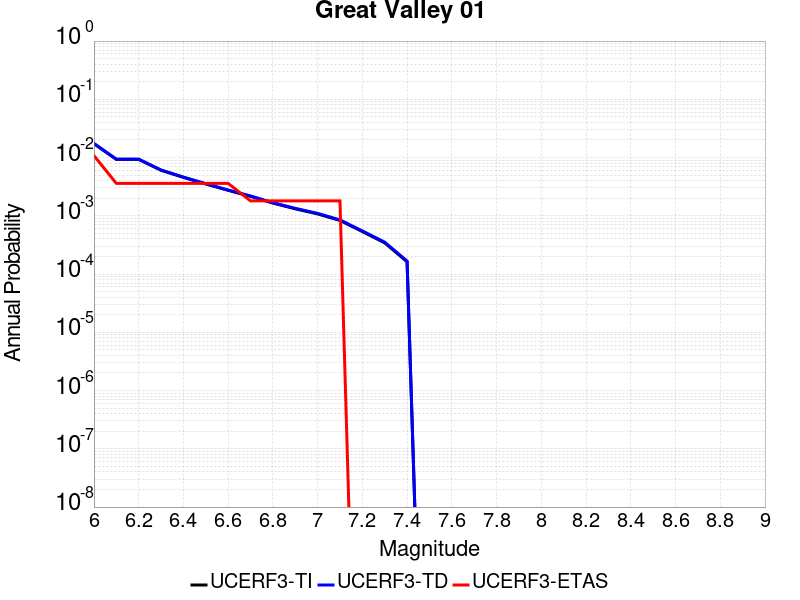 Great Valley 01
10^0
10^-1
10^-2
10^-3
10^-4
10^-5
10^-6
10^-7
10^-8
Annual Probability
6 6.2 6.4 6.6 6.8 7 7.2 7.4 7.6 7.8 8 8.2 8.4 8.6 8.8 9
Magnitude
UCERF3-TI UCERF3-TD UCERF3-ETAS